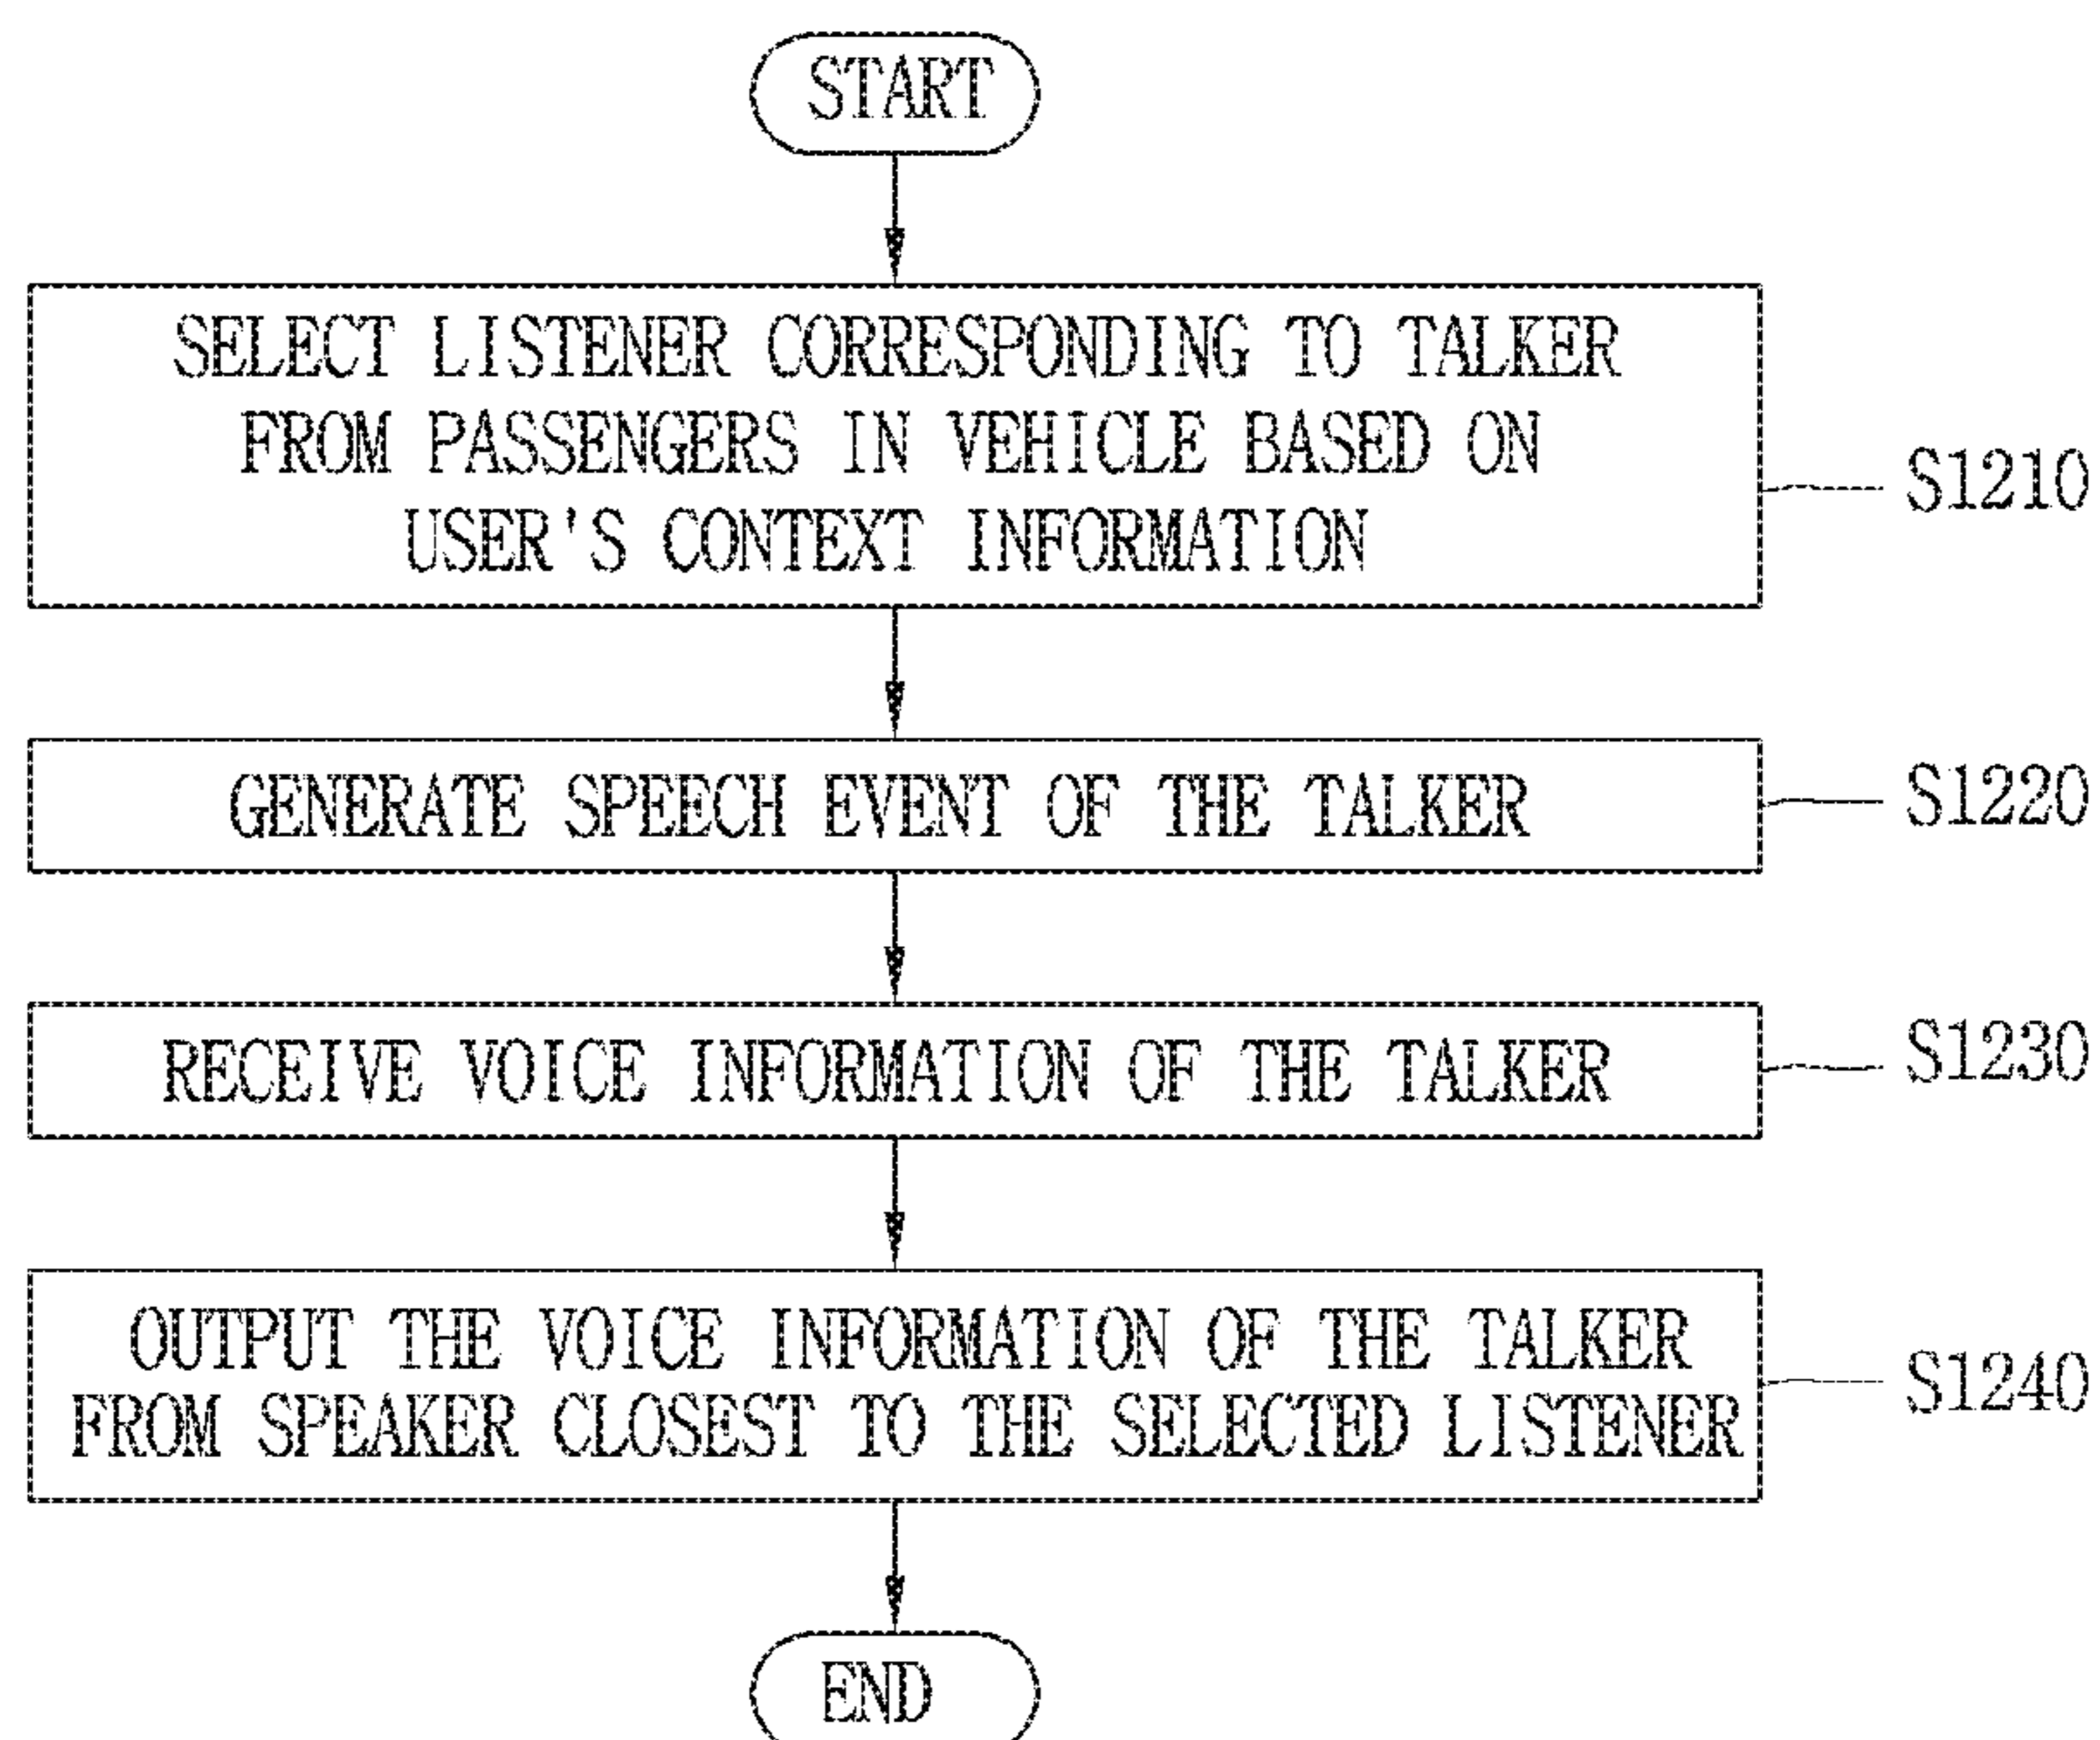 START
SELECT LISTENER CORRESPONDING TO TALKER
FROM PASSENGERS IN VEHICLE BASED ON
USER'S CONTEXT INFORMATION
S1210
GENERATE SPEECH EVENT OF THE TALKER
S1220
RECEIVE VOICE INFORMATION OF THE TALKER
S1230
OUTPUT THE VOICE INFORMATION OF THE TALKER
FROM SPEAKER CLOSEST TO THE SELECTED LISTENER
S1240
END